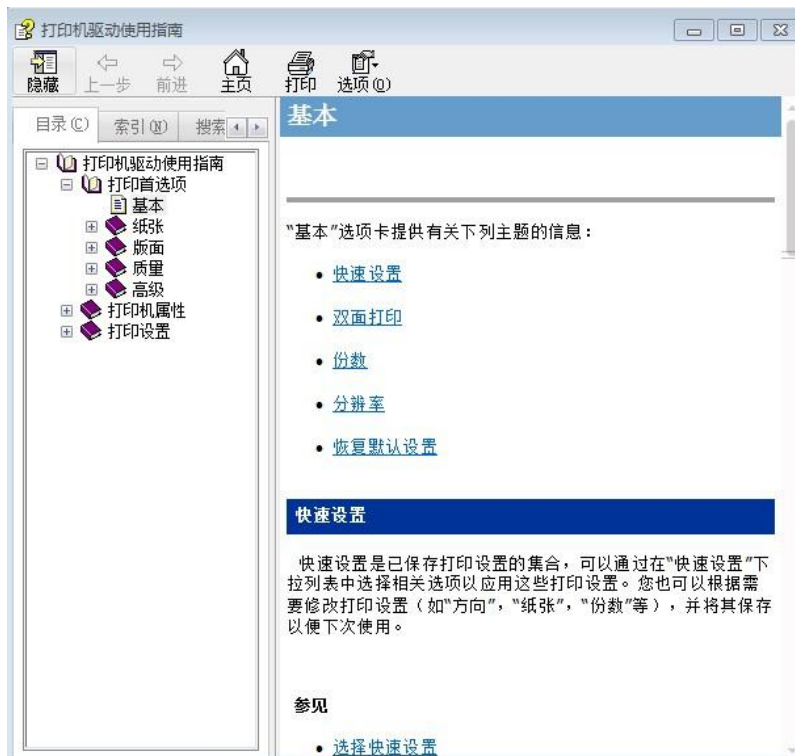 打印机驱动使用指南
隐藏 上一步 前进 主页 打印 选项(O)
目录(C) 索引(N) 搜索
打印机驱动使用指南
打印首选项
基本
纸张
版面
质量
高级
打印机属性
打印设置
基本
“基本”选项卡提供有关下列主题的信息：
• 快速设置
• 双面打印
• 份数
• 分辨率
• 恢复默认设置
快速设置
快速设置是已保存打印设置的集合，可以通过在“快速设置”下
拉列表中选择相关选项以应用这些打印设置。您也可以根据需
要修改打印设置（如“方向”，“纸张”，“份数”等），并将其保存
以便下次使用。
参见
• 选择快速设置